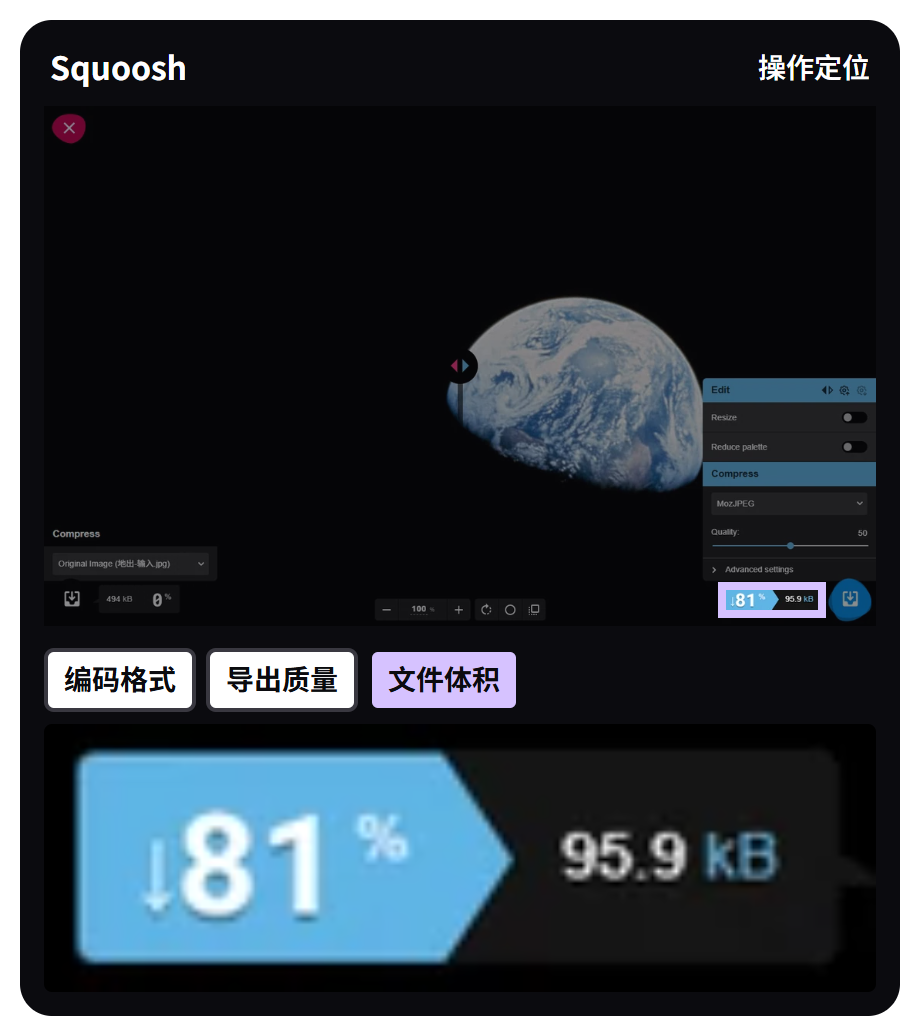 Squoosh
操作定位
Edit
Resize
Reduce palette
Compress
MozJPEG
Quality: 50
Advanced settings
Compress
Original Image (地出-输入.jpg)
494 kB 0 %
100 %
↓81 % 95.9 kB
编码格式
导出质量
文件体积
↓81 % 95.9 kB